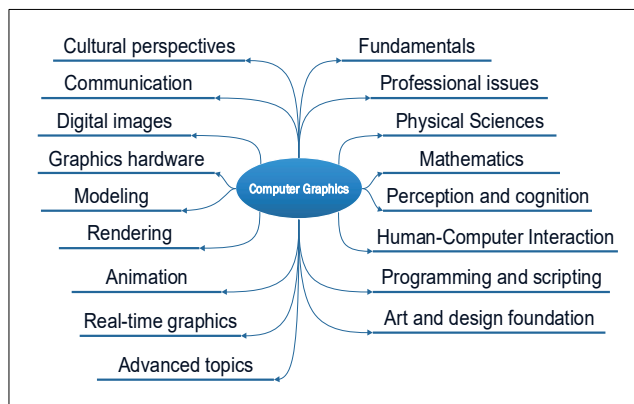 Cultural perspectives
Communication
Digital images
Graphics hardware
Modeling
Rendering
Animation
Real-time graphics
Advanced topics
Computer Graphics
Fundamentals
Professional issues
Physical Sciences
Mathematics
Perception and cognition
Human-Computer Interaction
Programming and scripting
Art and design foundation